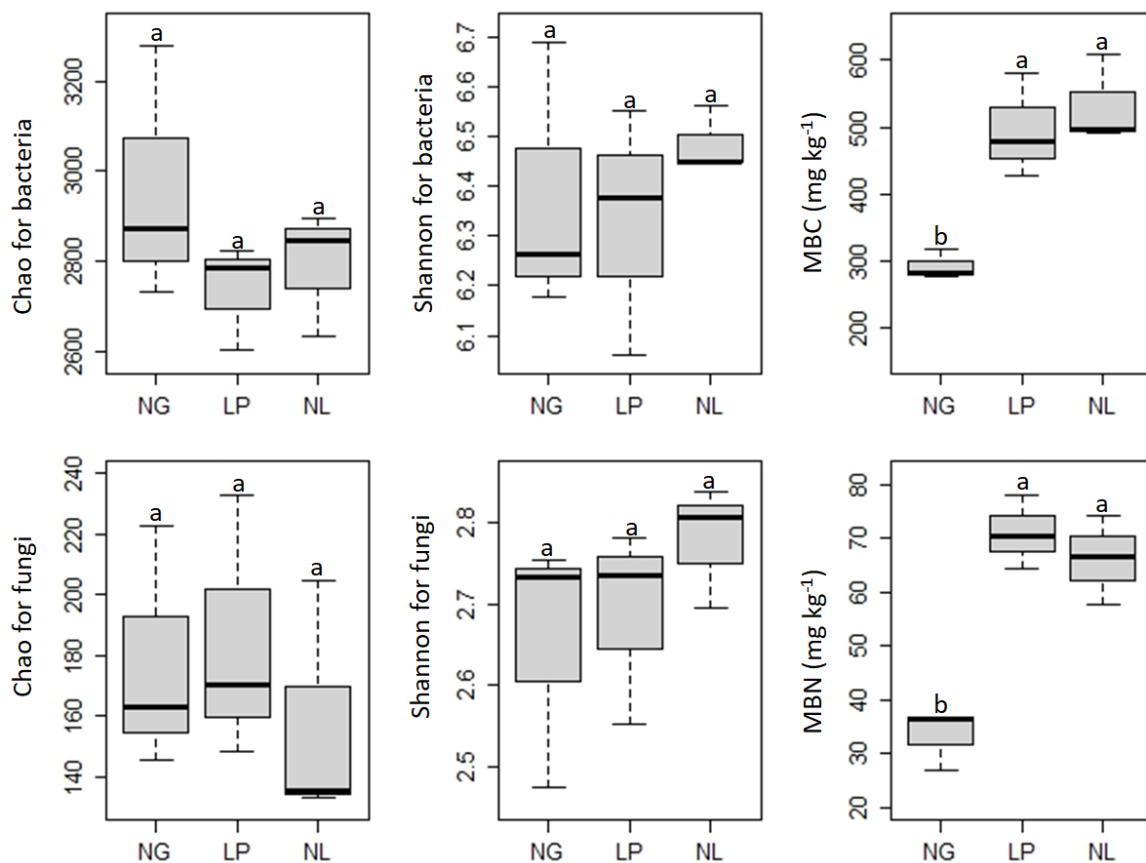 Chao for bacteria
3200
3000
2800
2600
a
a
a
NG LP NL
Shannon for bacteria
6.7
6.6
6.5
6.4
6.3
6.2
6.1
a
a
a
NG LP NL
MBC (mg kg⁻¹)
600
500
400
300
200
b
a
a
NG LP NL
Chao for fungi
240
220
200
180
160
140
a
a
a
NG LP NL
Shannon for fungi
2.8
2.7
2.6
2.5
a
a
a
NG LP NL
MBN (mg kg⁻¹)
80
70
60
50
40
30
20
b
a
a
NG LP NL